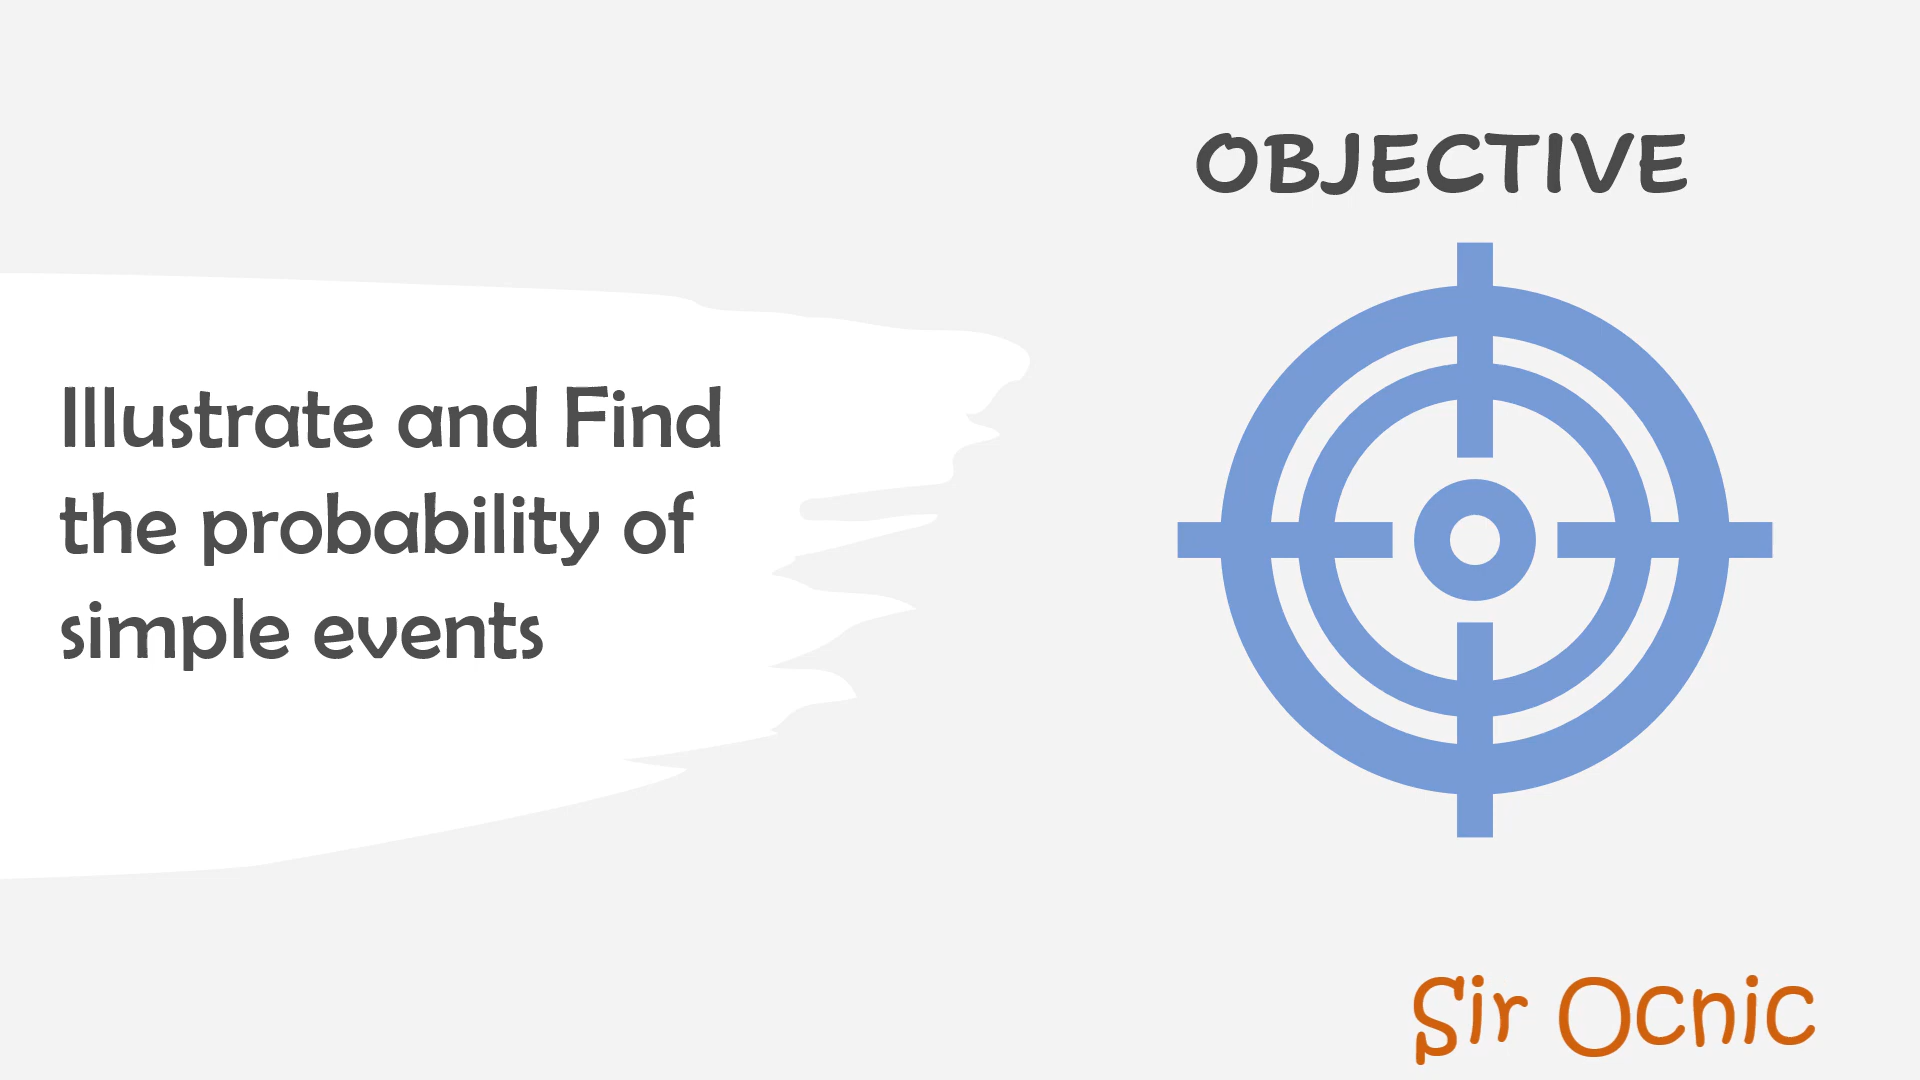 OBJECTIVE
Illustrate and Find
the probability of
simple events
Sir Ocnic